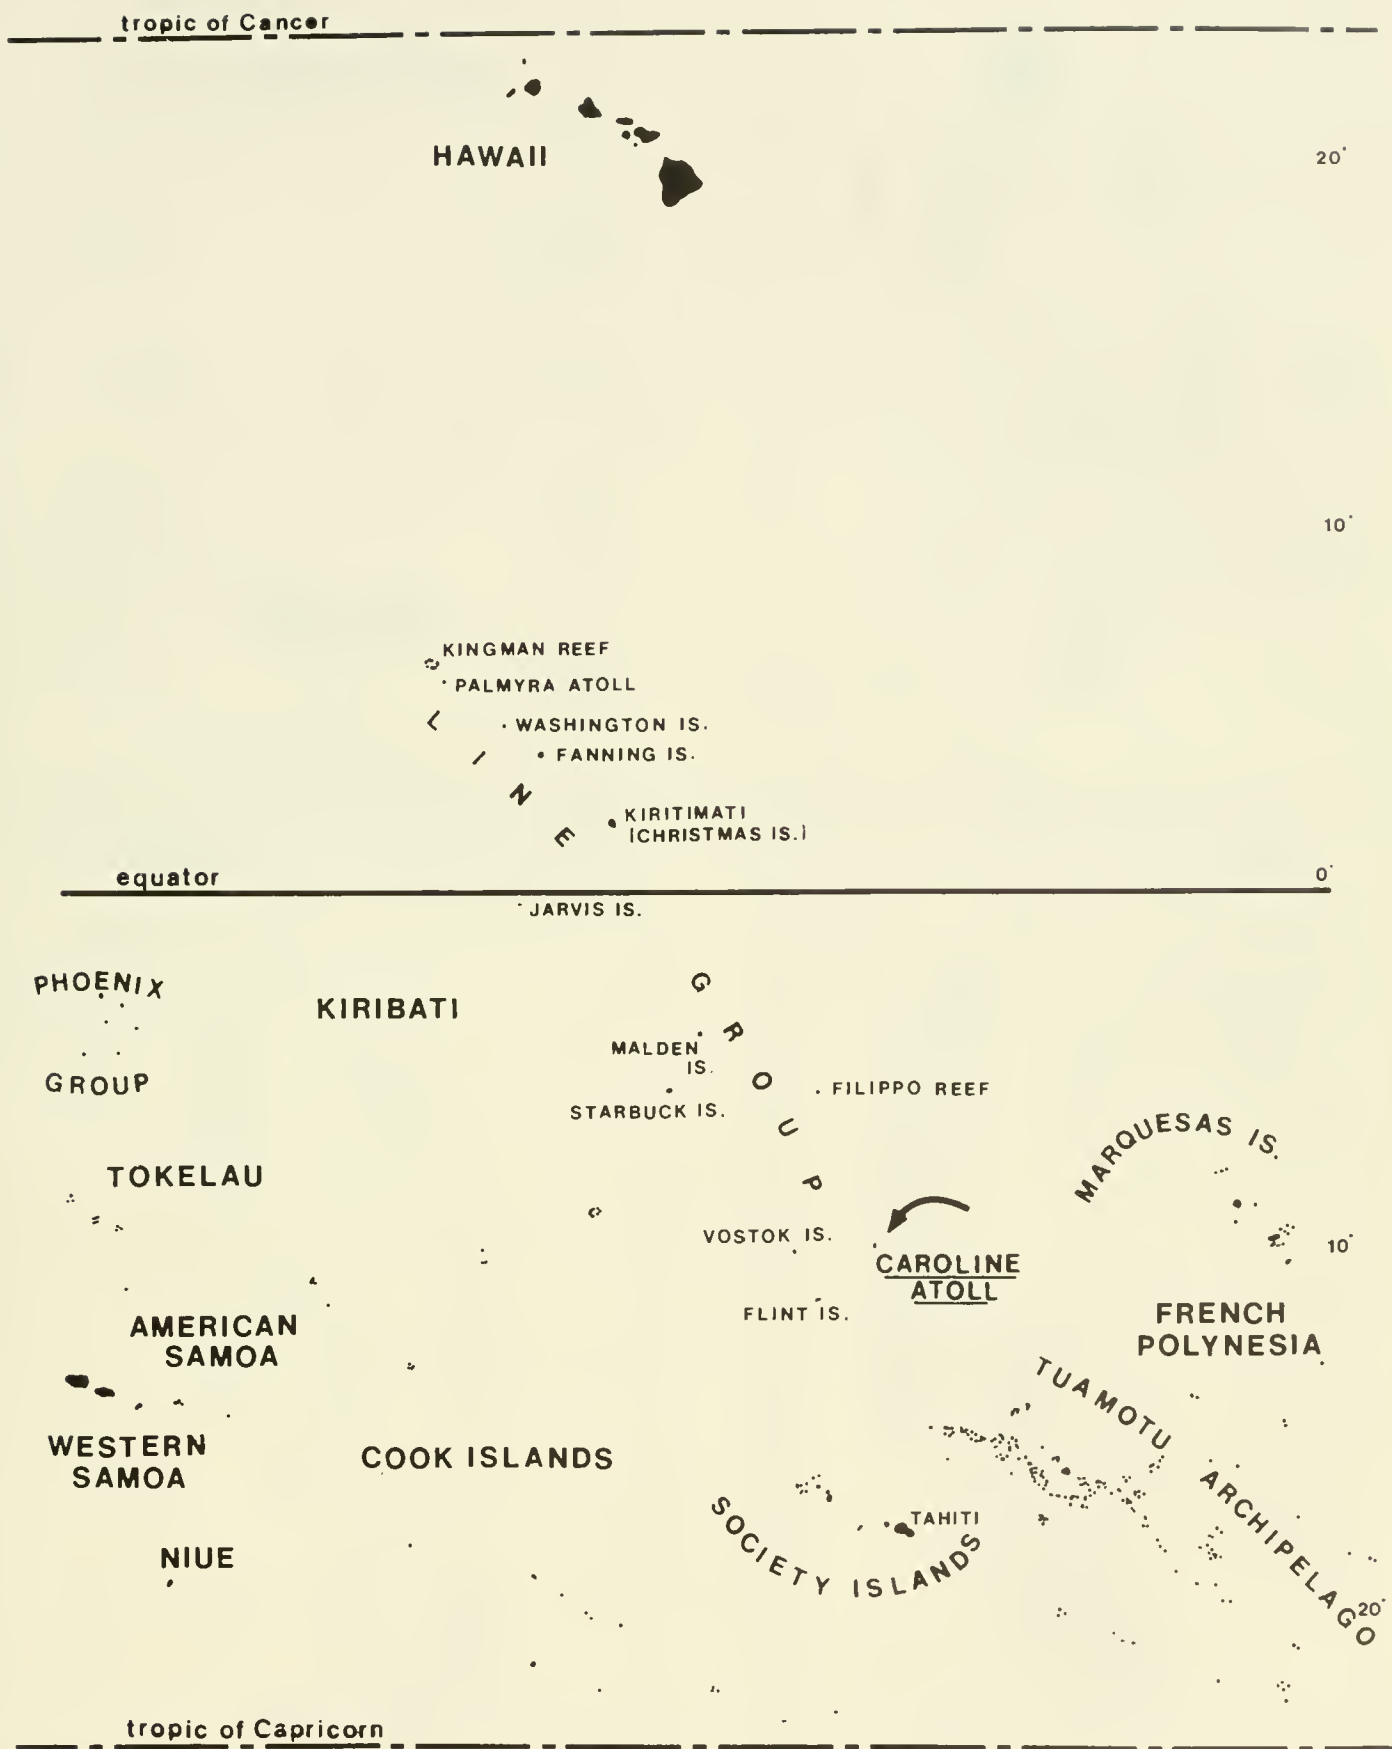 tropic of Cancer
HAWAII
20°
10°
KINGMAN REEF
PALMYRA ATOLL
WASHINGTON IS.
FANNING IS.
KIRITIMATI
(CHRISTMAS IS.)
LINE
equator
0°
JARVIS IS.
PHOENIX
GROUP
KIRIBATI
GROUP
MALDEN
IS.
FILIPPO REEF
STARBUCK IS.
MARQUESAS IS.
TOKELAU
VOSTOK IS.
10°
CAROLINE
ATOLL
FLINT IS.
FRENCH
POLYNESIA
AMERICAN
SAMOA
TUAMOTU
ARCHIPELAGO
WESTERN
SAMOA
COOK ISLANDS
TAHITI
SOCIETY ISLANDS
NIUE
20°
tropic of Capricorn